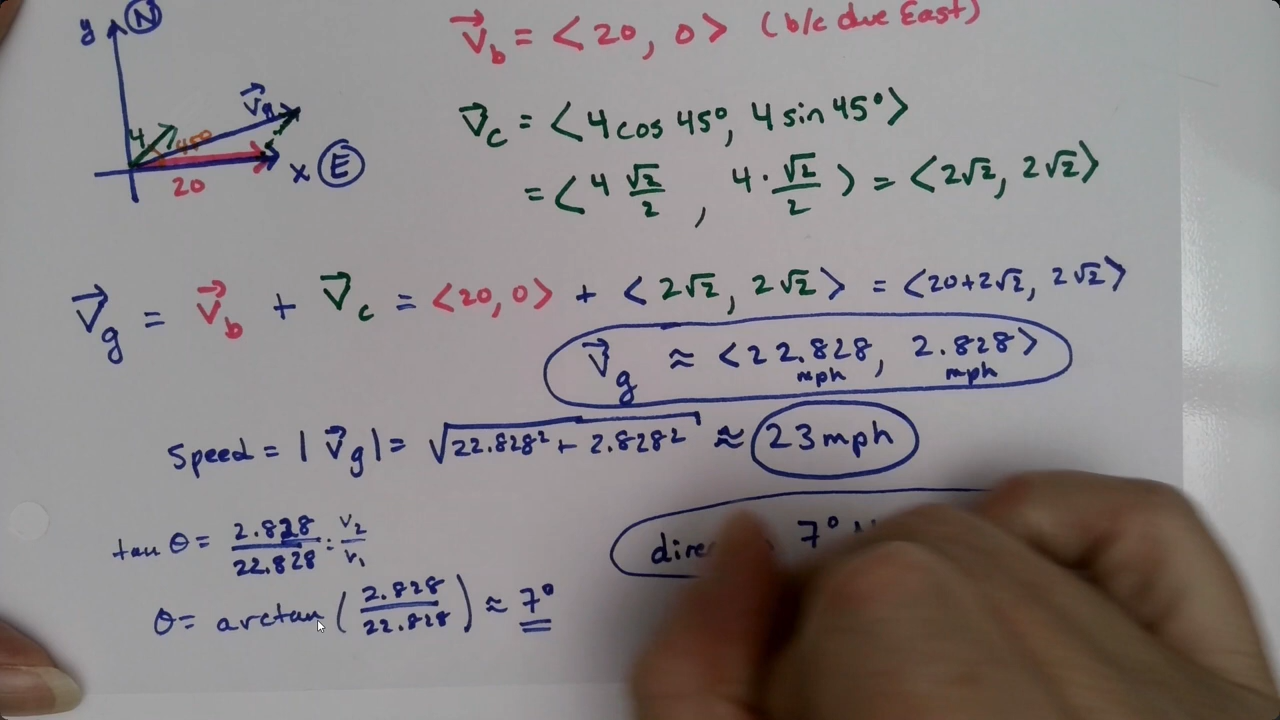 y N
v⃗b = <20, 0> (b/c due East)
4 45° v⃗g
20 x E
v⃗c = <4 cos 45°, 4 sin 45°>
= <4 √2/2, 4 · √2/2> = <2√2, 2√2>
v⃗g = v⃗b + v⃗c = <20, 0> + <2√2, 2√2> = <20+2√2, 2√2>
v⃗g ≈ <22.828 mph, 2.828 mph>
Speed = |v⃗g| = √22.828² + 2.828² ≈ 23 mph
tan θ = 2.828/22.828 : v₂/v₁
7° N
θ = arctan (2.828/22.828) ≈ 7°